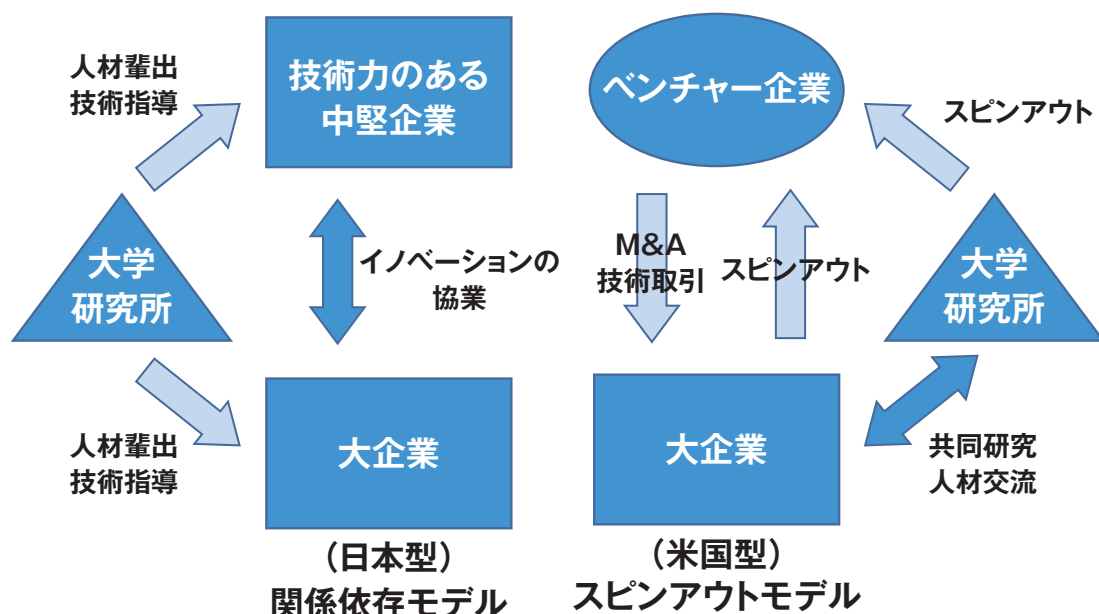 人材輩出
技術指導
技術力のある
中堅企業
大学
研究所
イノベーションの
協業
人材輩出
技術指導
大企業
(日本型)
関係依存モデル
ベンチャー企業
スピンアウト
M&A
技術取引
スピンアウト
大学
研究所
大企業
共同研究
人材交流
(米国型)
スピンアウトモデル